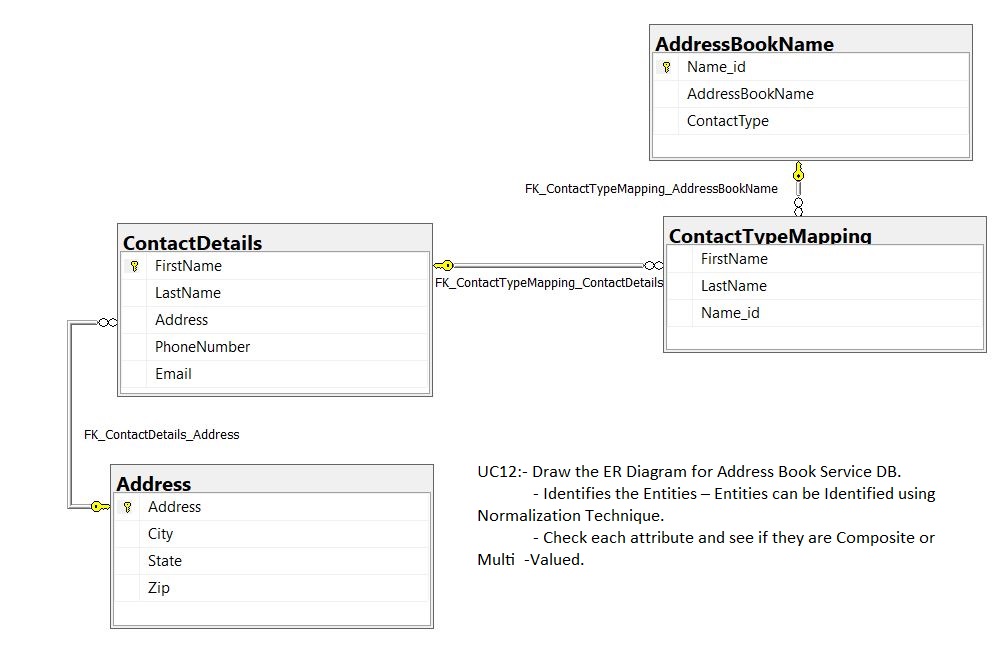 AddressBookName
Name_id
AddressBookName
ContactType
FK_ContactTypeMapping_AddressBookName
ContactTypeMapping
FirstName
LastName
Name_id
ContactDetails
FirstName
LastName
Address
PhoneNumber
Email
FK_ContactTypeMapping_ContactDetails
FK_ContactDetails_Address
Address
Address
City
State
Zip
UC12:- Draw the ER Diagram for Address Book Service DB.
- Identifies the Entities – Entities can be Identified using
Normalization Technique.
- Check each attribute and see if they are Composite or
Multi -Valued.